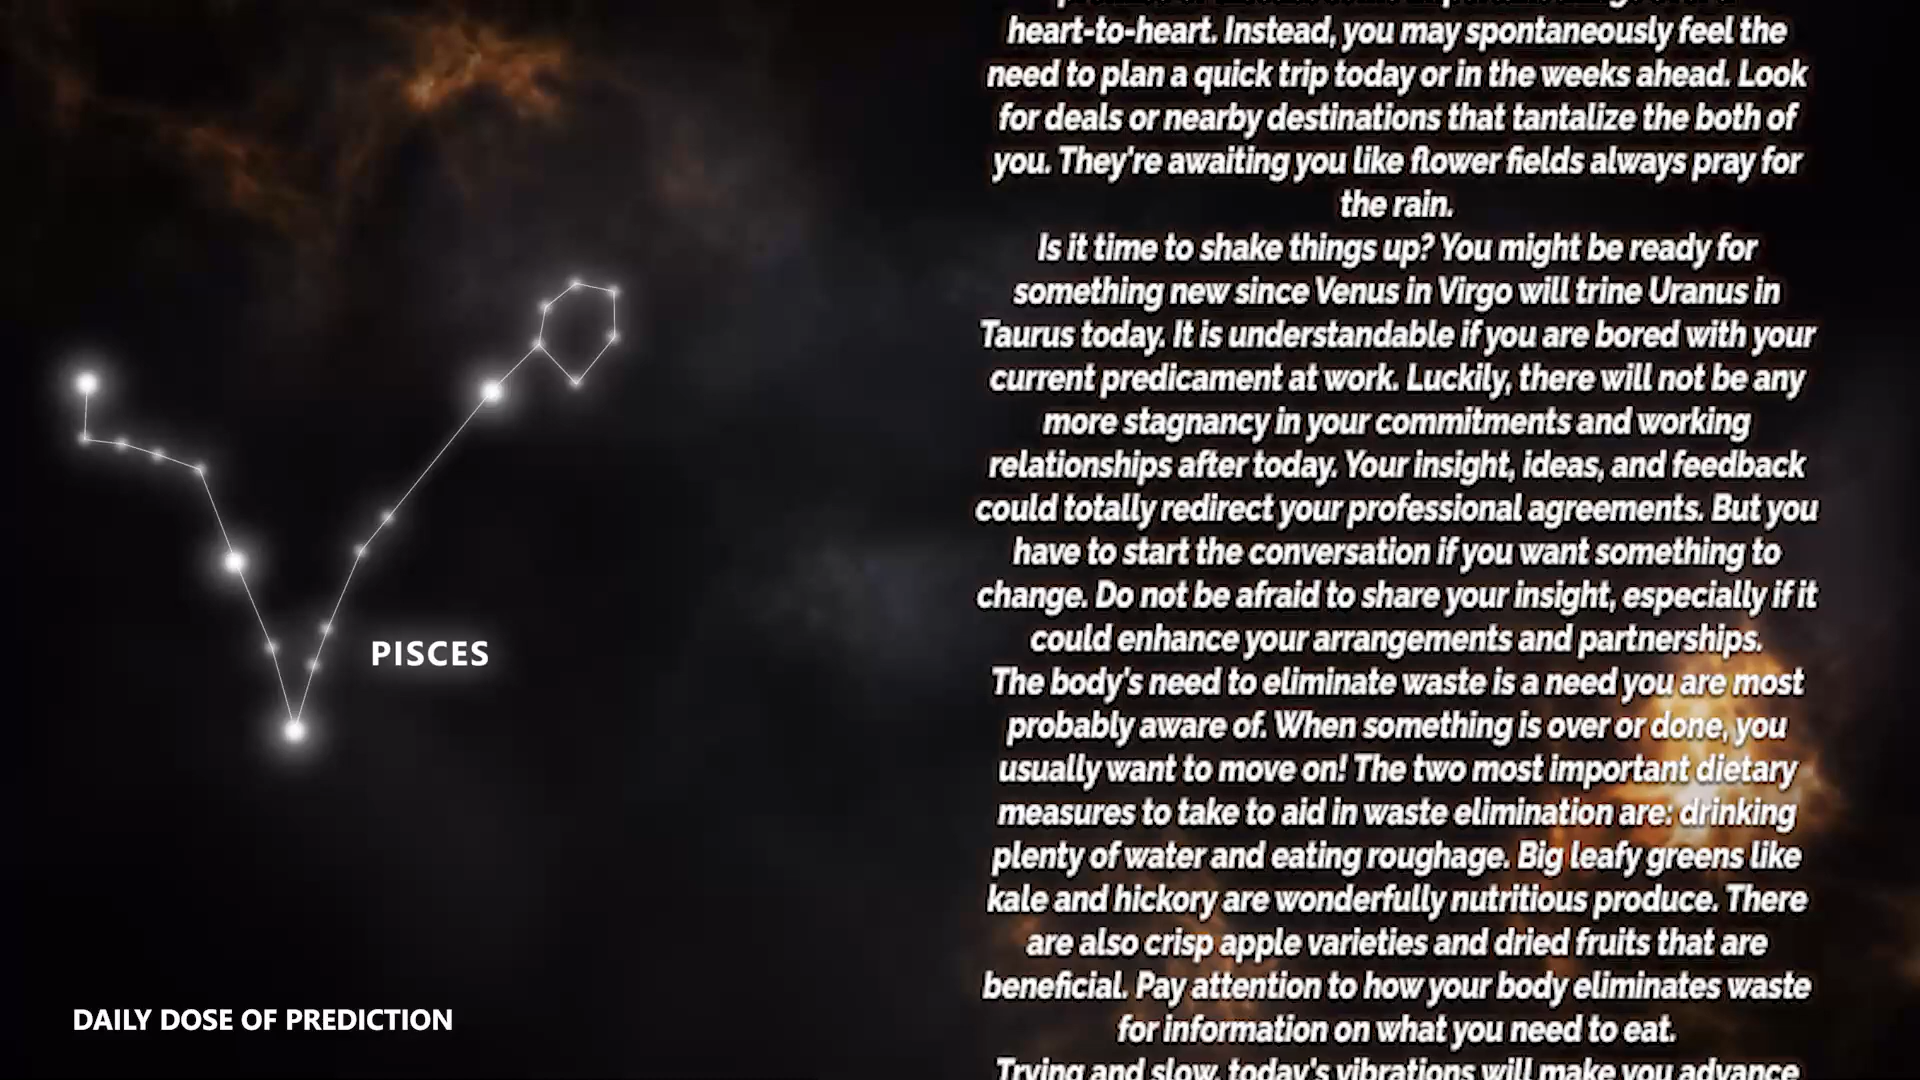 heart-to-heart. Instead, you may spontaneously feel the
need to plan a quick trip today or in the weeks ahead. Look
for deals or nearby destinations that tantalize the both of
you. They're awaiting you like flower fields always pray for
the rain.
Is it time to shake things up? You might be ready for
something new since Venus in Virgo will trine Uranus in
Taurus today. It is understandable if you are bored with your
current predicament at work. Luckily, there will not be any
more stagnancy in your commitments and working
relationships after today. Your insight, ideas, and feedback
could totally redirect your professional agreements. But you
have to start the conversation if you want something to
change. Do not be afraid to share your insight, especially if it
could enhance your arrangements and partnerships.
The body's need to eliminate waste is a need you are most
probably aware of. When something is over or done, you
usually want to move on! The two most important dietary
measures to take to aid in waste elimination are: drinking
plenty of water and eating roughage. Big leafy greens like
kale and hickory are wonderfully nutritious produce. There
are also crisp apple varieties and dried fruits that are
beneficial. Pay attention to how your body eliminates waste
for information on what you need to eat.
Trying and slow, today's vibrations will make you advance
PISCES
DAILY DOSE OF PREDICTION